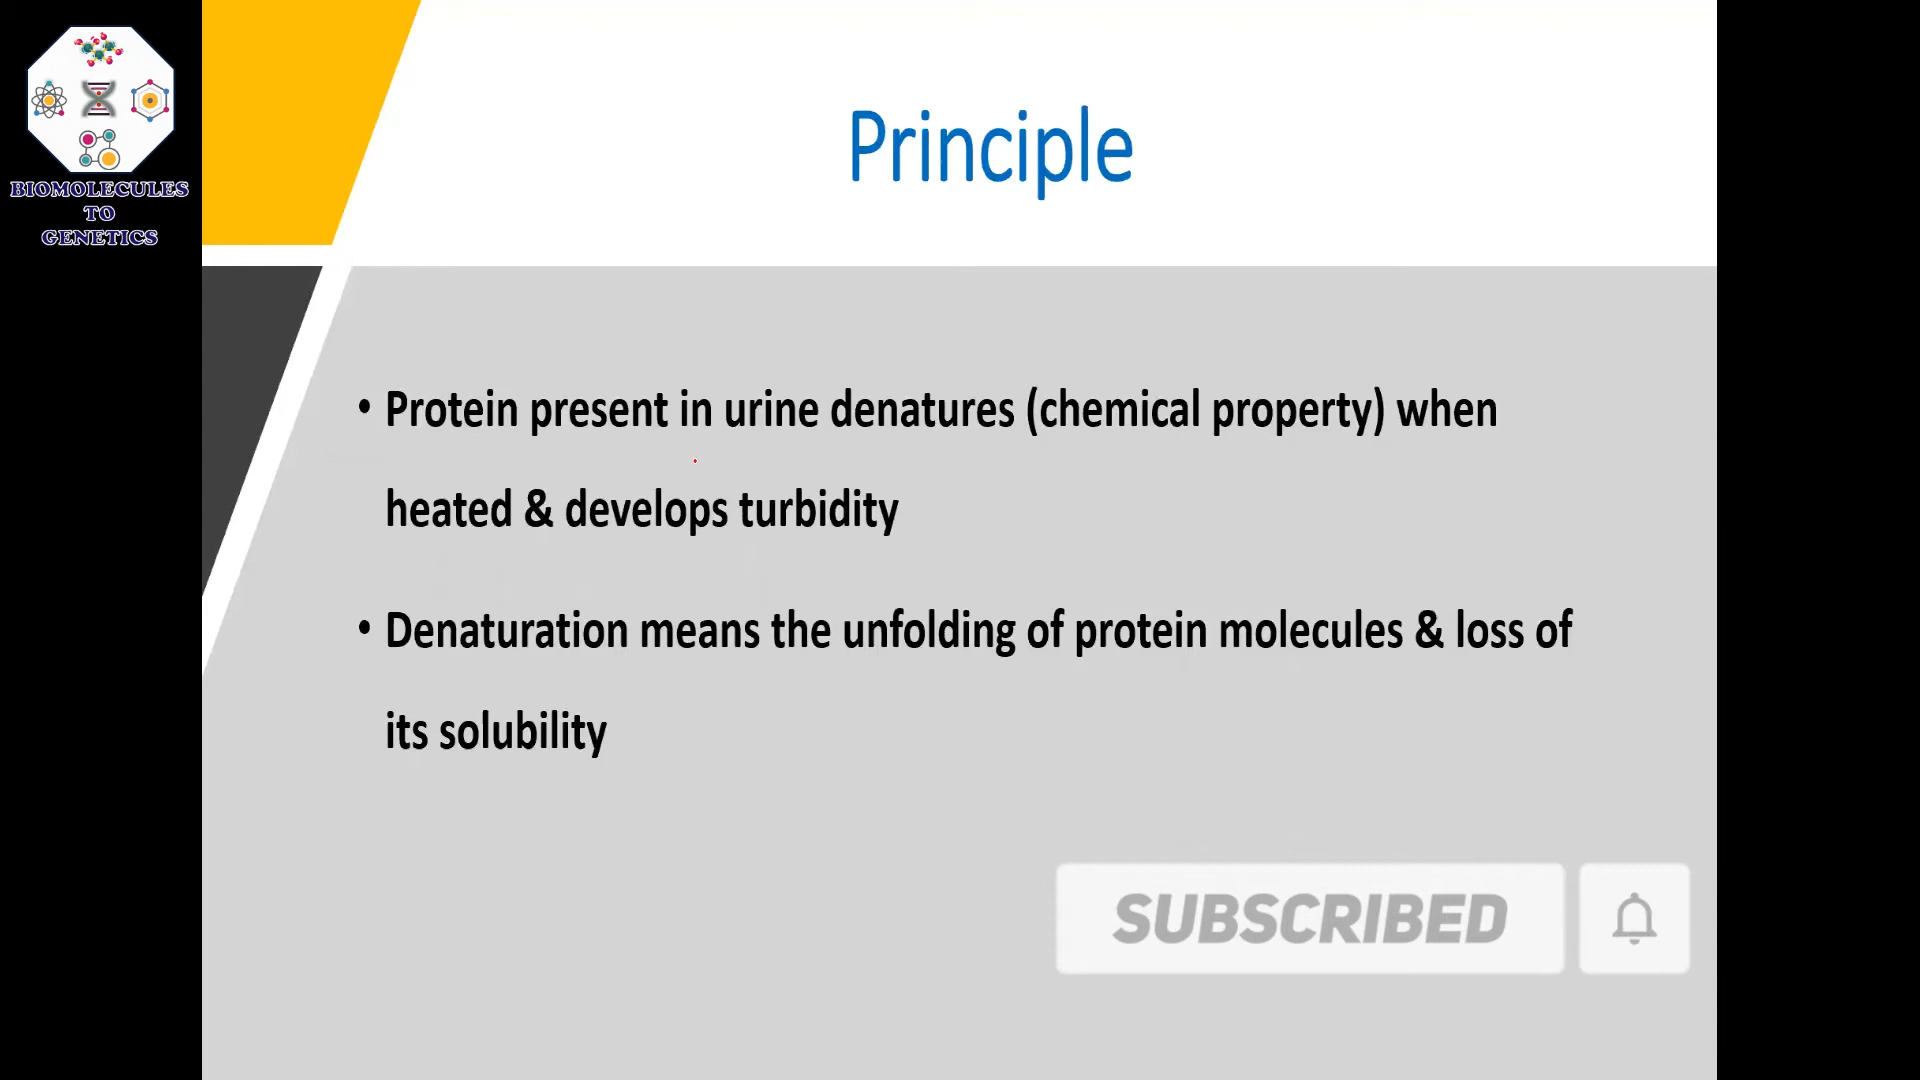 BIOMOLECULES
TO
GENETICS
Principle
• Protein present in urine denatures (chemical property) when
heated & develops turbidity
• Denaturation means the unfolding of protein molecules & loss of
its solubility
SUBSCRIBED